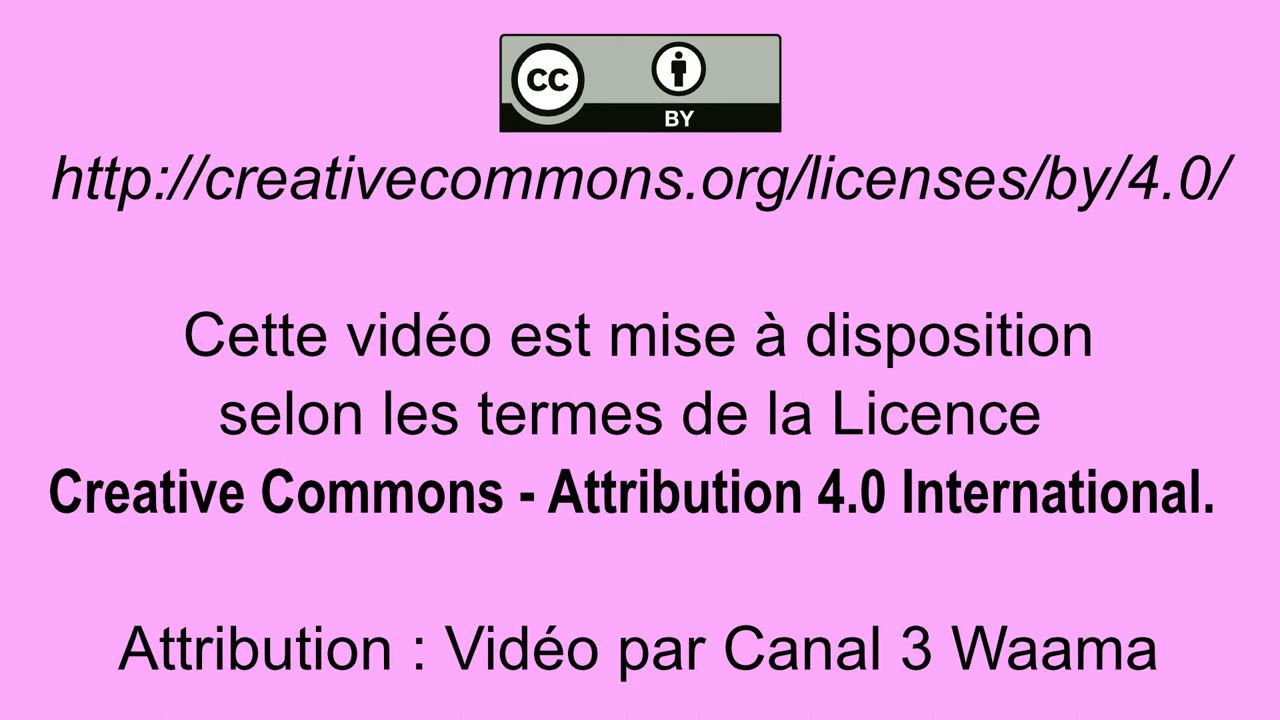 CC
BY
http://creativecommons.org/licenses/by/4.0/
Cette vidéo est mise à disposition
selon les termes de la Licence
Creative Commons - Attribution 4.0 International.
Attribution : Vidéo par Canal 3 Waama